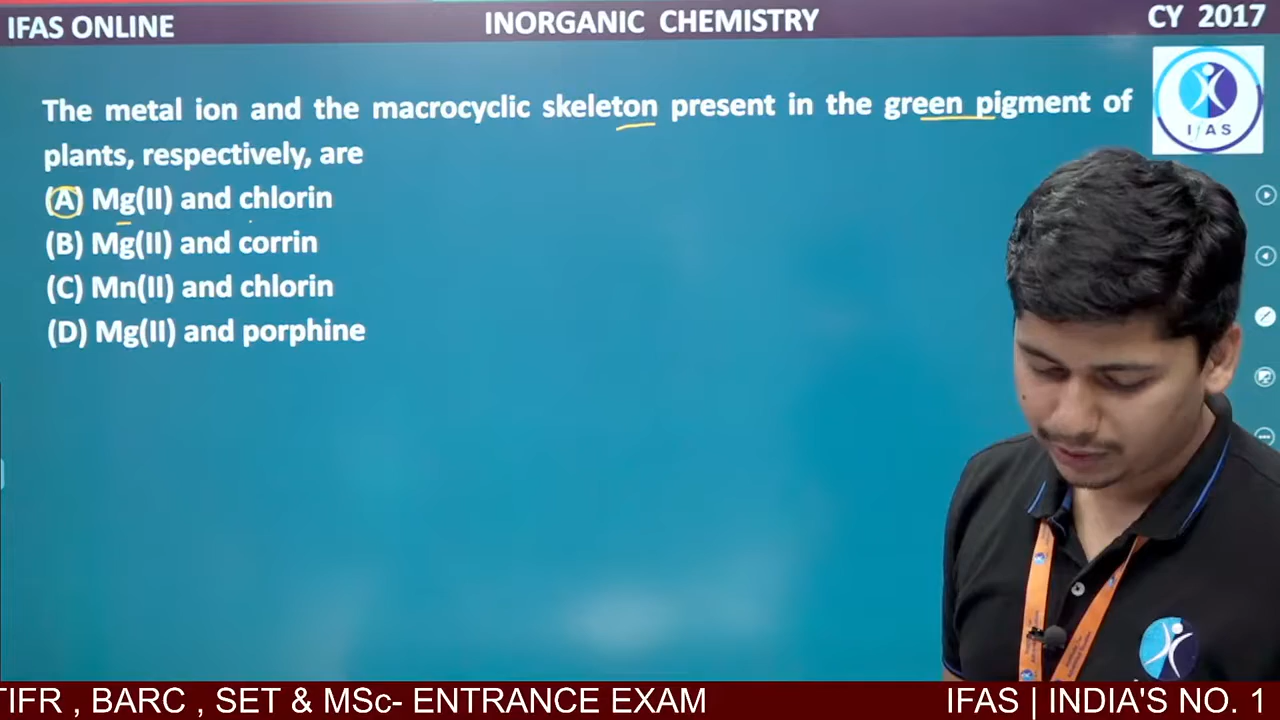 IFAS ONLINE
INORGANIC CHEMISTRY
CY 2017
The metal ion and the macrocyclic skeleton present in the green pigment of
plants, respectively, are
(A) Mg(II) and chlorin
(B) Mg(II) and corrin
(C) Mn(II) and chlorin
(D) Mg(II) and porphine
IFAS
TIFR , BARC , SET & MSc- ENTRANCE EXAM
IFAS | INDIA'S NO. 1